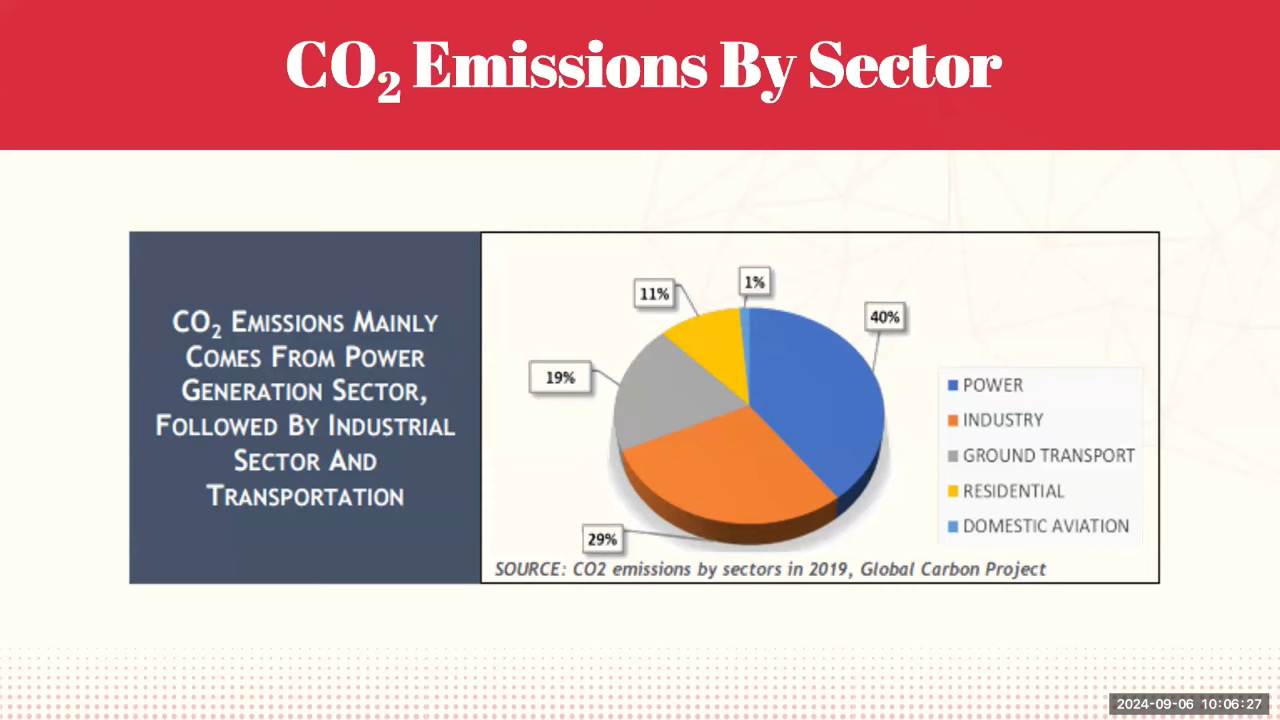 CO₂ Emissions By Sector
CO₂ EMISSIONS MAINLY
COMES FROM POWER
GENERATION SECTOR,
FOLLOWED BY INDUSTRIAL
SECTOR AND
TRANSPORTATION
11%
1%
40%
19%
29%
POWER
INDUSTRY
GROUND TRANSPORT
RESIDENTIAL
DOMESTIC AVIATION
SOURCE: CO2 emissions by sectors in 2019, Global Carbon Project
2024-09-06 10:06:27